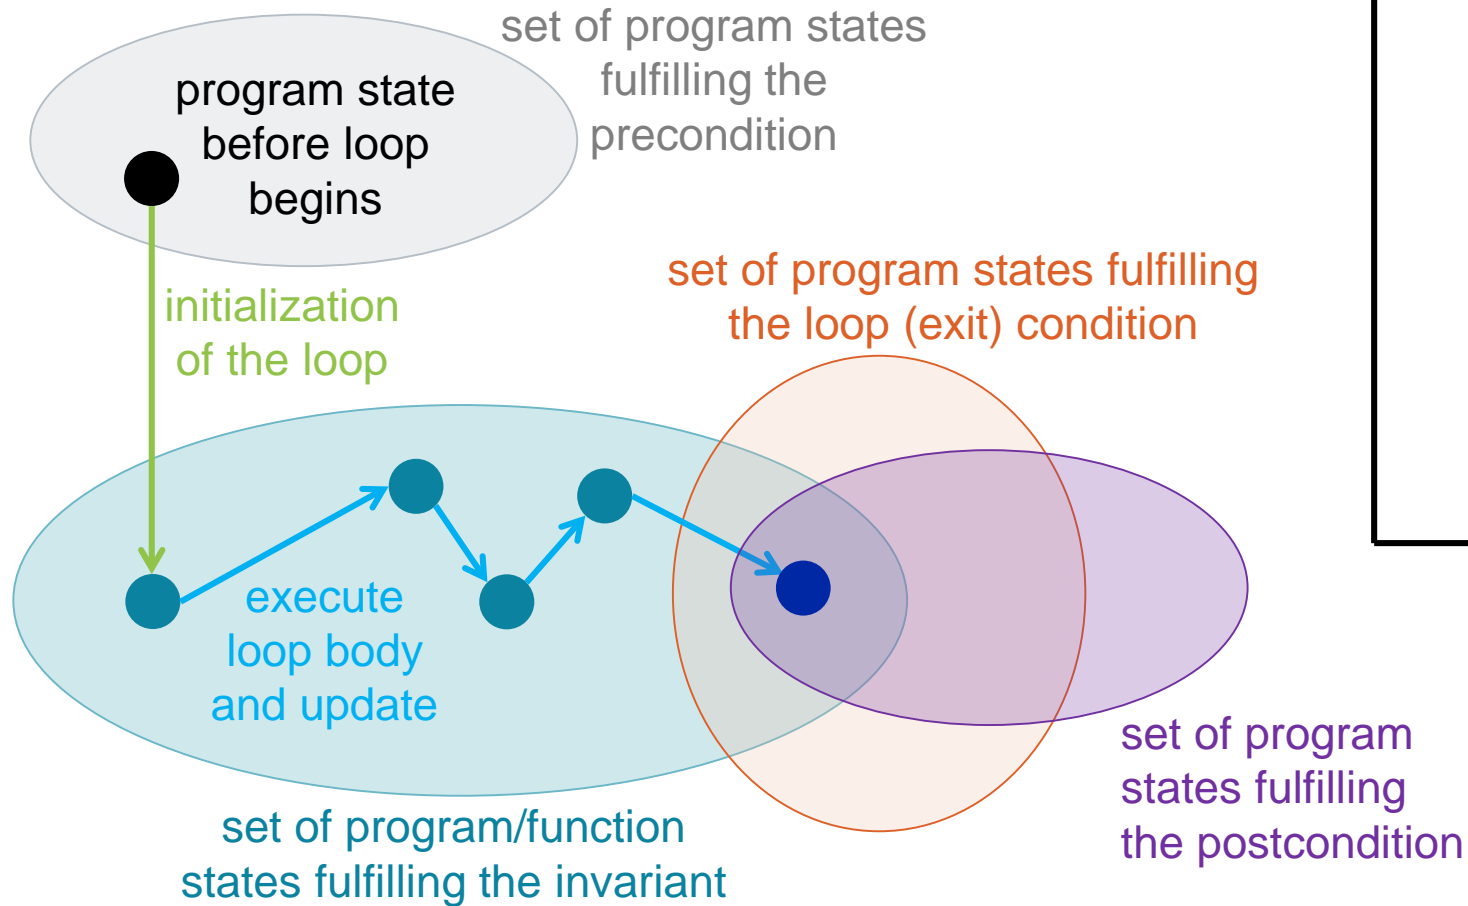 set of program states
fulfilling the
precondition
program state
before loop
begins
initialization
of the loop
set of program states fulfilling
the loop (exit) condition
execute
loop body
and update
set of program
states fulfilling
the postcondition
set of program/function
states fulfilling the invariant